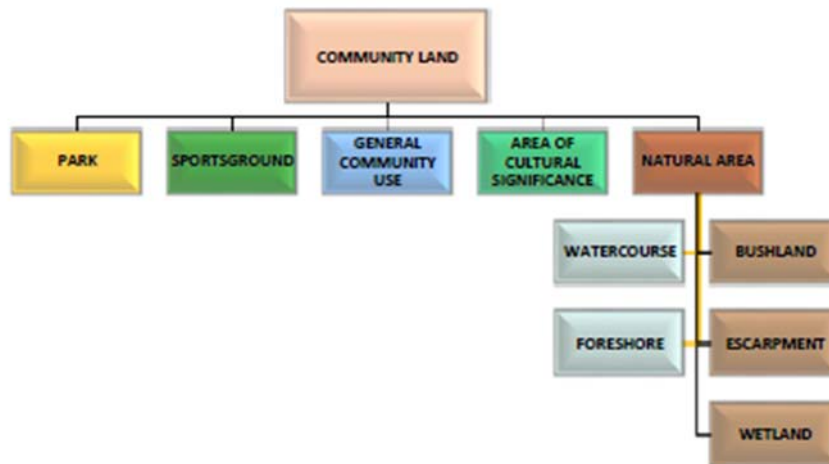 COMMUNITY LAND
PARK
SPORTSGROUND
GENERAL
COMMUNITY
USE
AREA OF
CULTURAL
SIGNIFICANCE
NATURAL AREA
WATERCOURSE
BUSHLAND
FORESHORE
ESCARPMENT
WETLAND